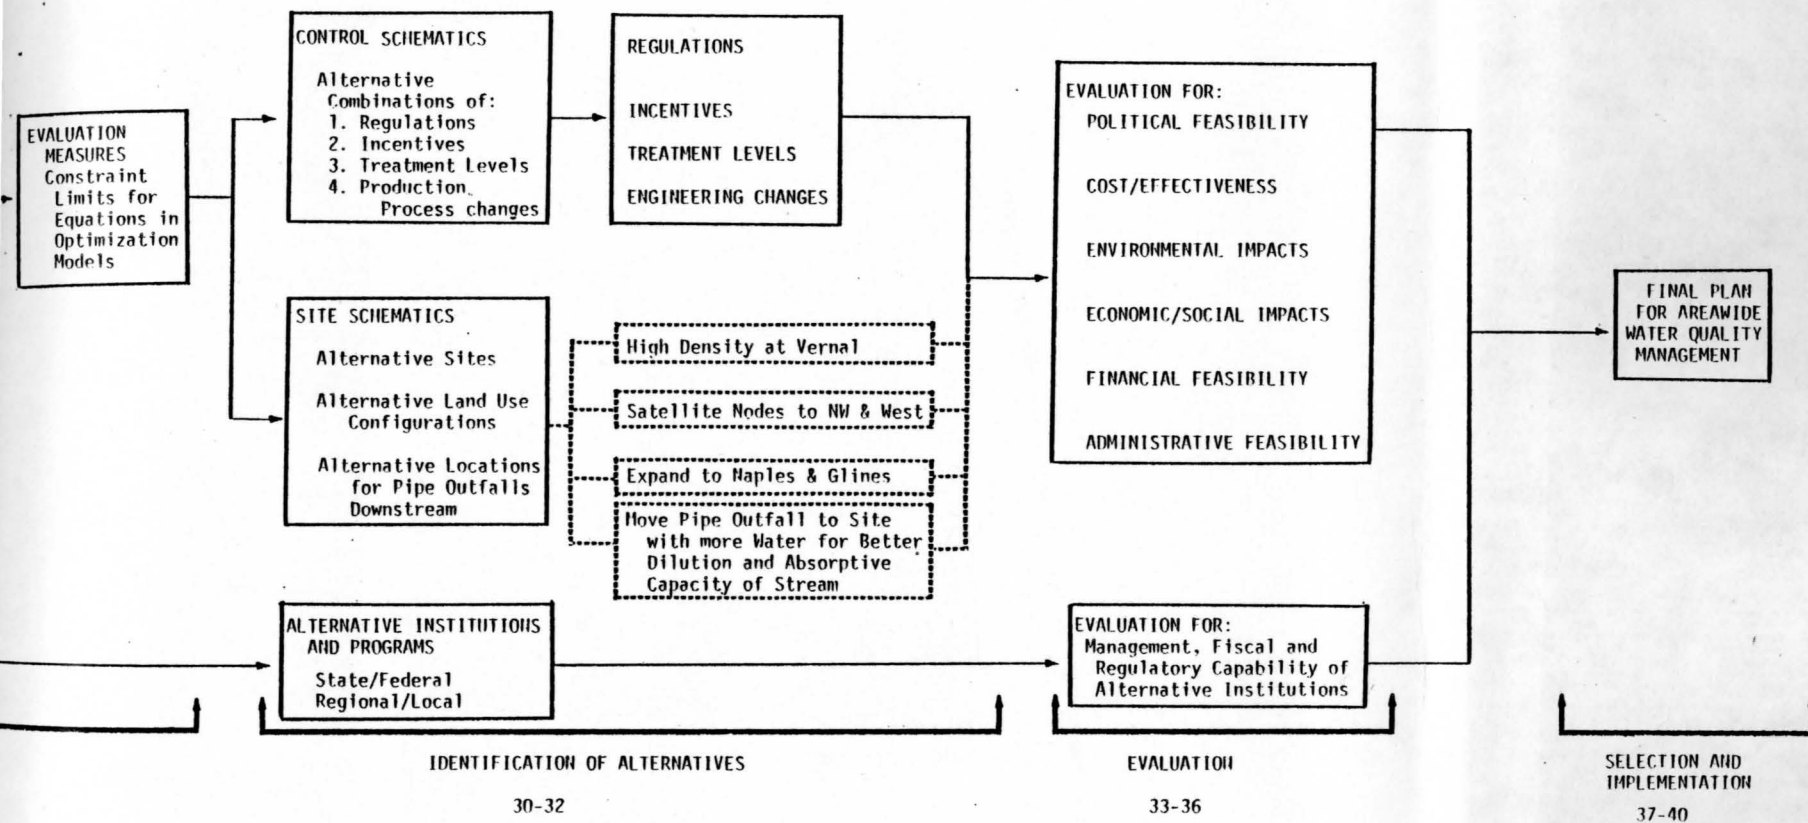 EVALUATION
MEASURES
Constraint
Limits for
Equations in
Optimization
Models
CONTROL SCHEMATICS
Alternative
Combinations of:
1. Regulations
2. Incentives
3. Treatment Levels
4. Production
Process changes
REGULATIONS
INCENTIVES
TREATMENT LEVELS
ENGINEERING CHANGES
SITE SCHEMATICS
Alternative Sites
Alternative Land Use
Configurations
Alternative Locations
for Pipe Outfalls
Downstream
High Density at Vernal
Satellite Nodes to NW & West
Expand to Naples & Glines
Move Pipe Outfall to Site
with more Water for Better
Dilution and Absorptive
Capacity of Stream
ALTERNATIVE INSTITUTIONS
AND PROGRAMS
State/Federal
Regional/Local
EVALUATION FOR:
POLITICAL FEASIBILITY
COST/EFFECTIVENESS
ENVIRONMENTAL IMPACTS
ECONOMIC/SOCIAL IMPACTS
FINANCIAL FEASIBILITY
ADMINISTRATIVE FEASIBILITY
EVALUATION FOR:
Management, Fiscal and
Regulatory Capability of
Alternative Institutions
FINAL PLAN
FOR AREAWIDE
WATER QUALITY
MANAGEMENT
IDENTIFICATION OF ALTERNATIVES
30-32
EVALUATION
33-36
SELECTION AND
IMPLEMENTATION
37-40